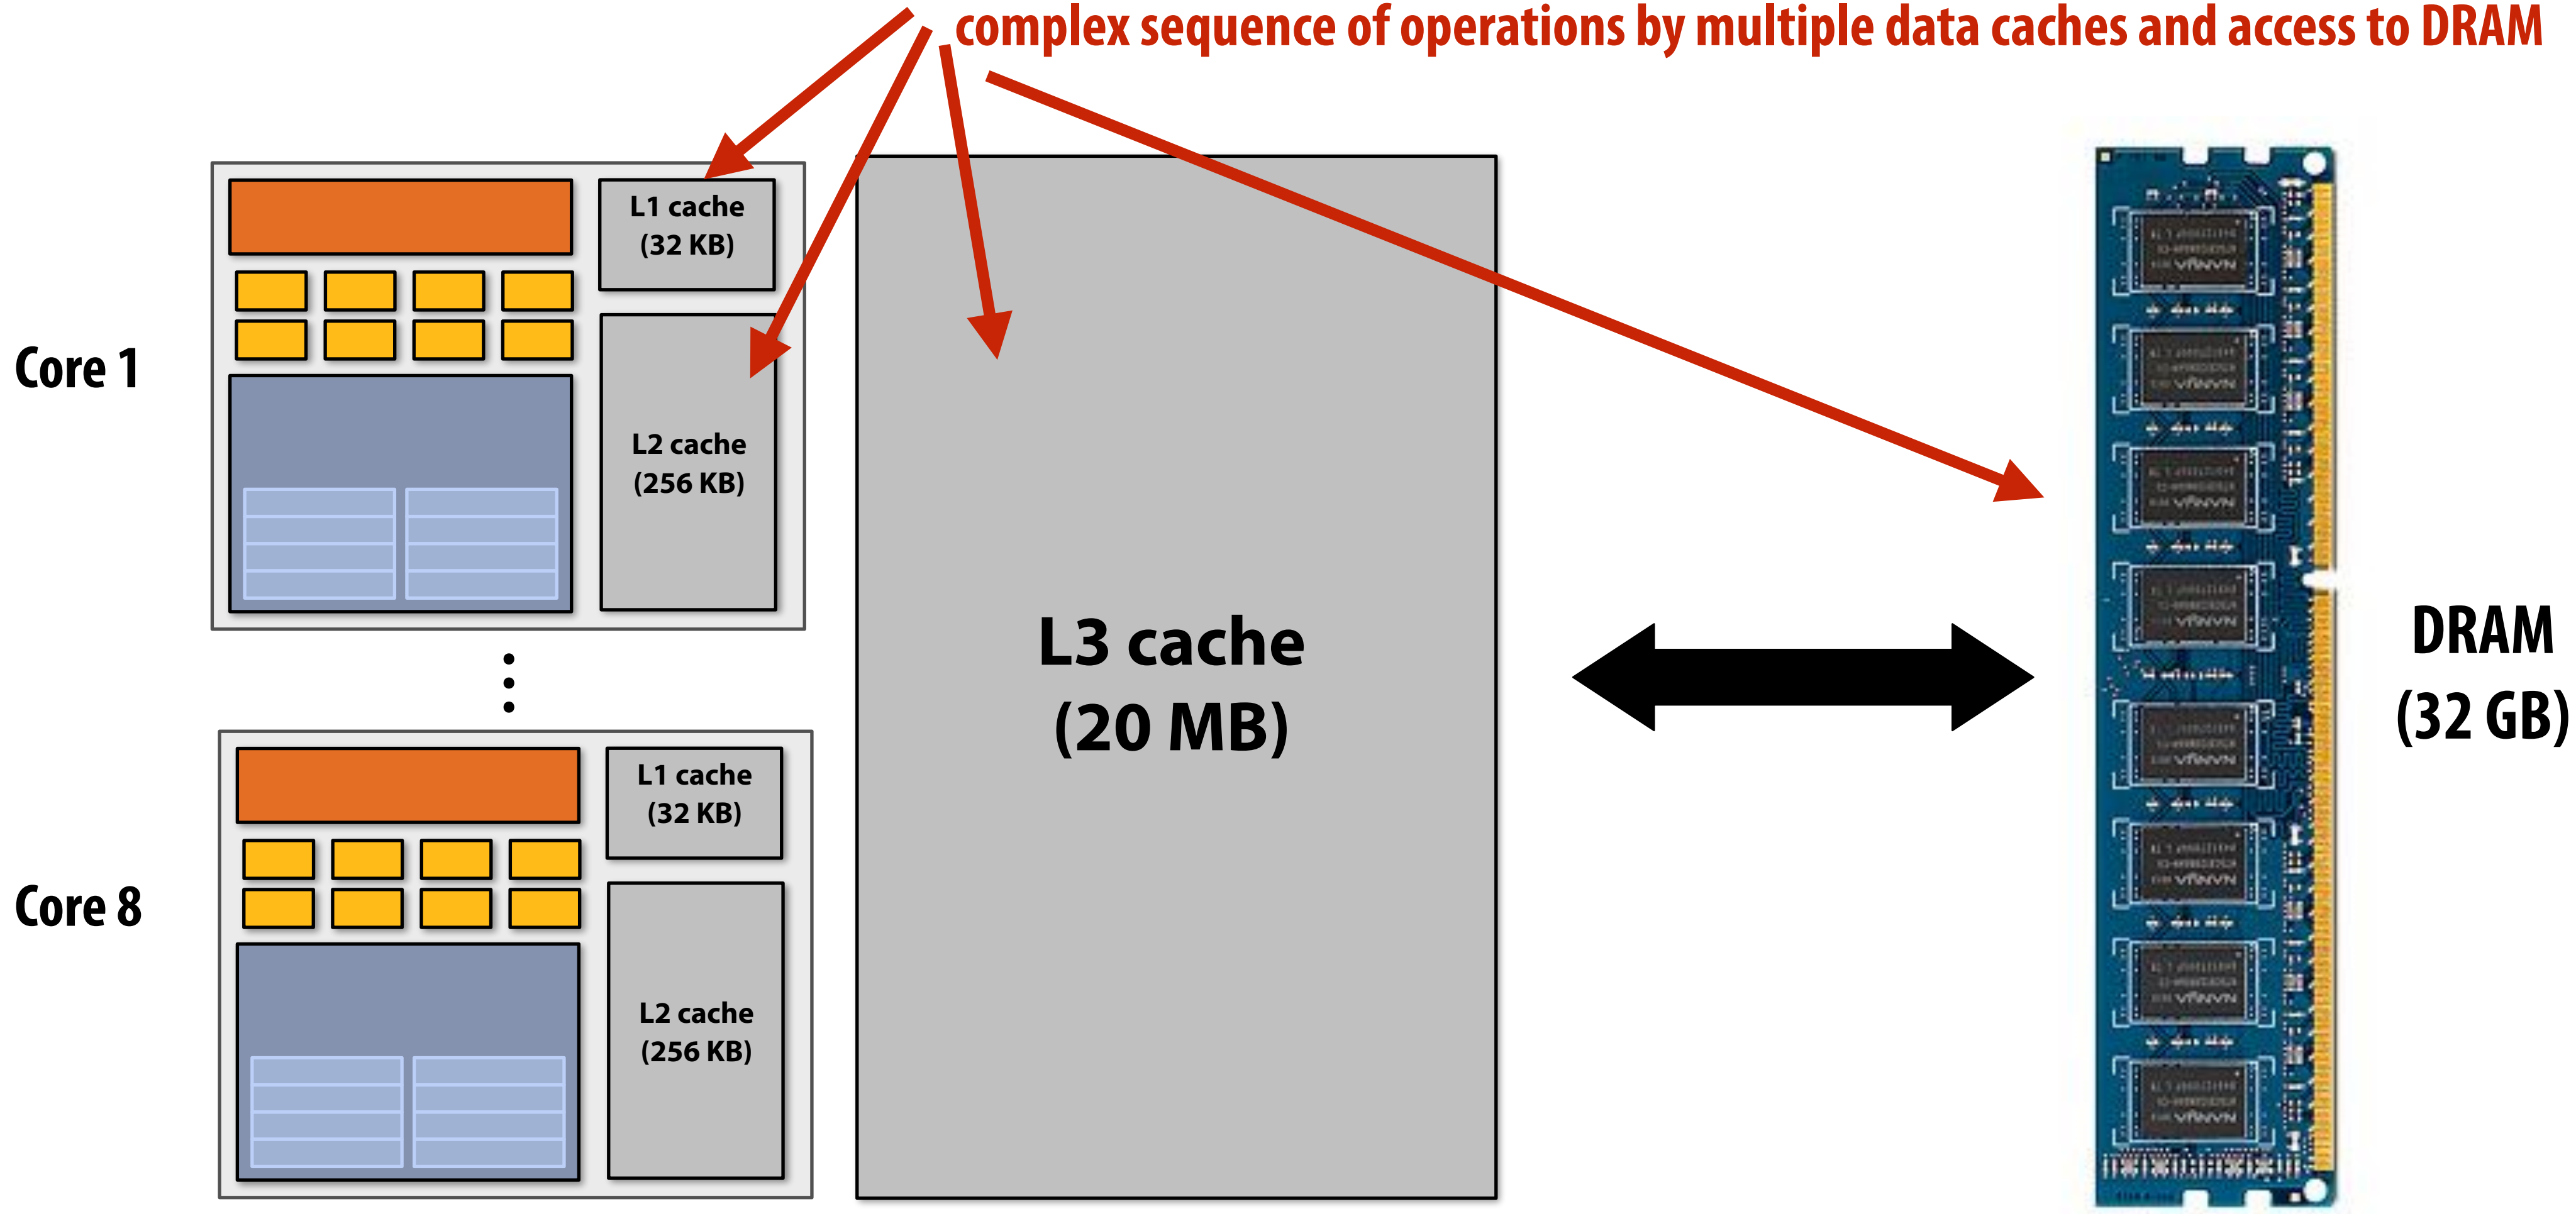 complex sequence of operations by multiple data caches and access to DRAM
Core 1
L1 cache
(32 KB)
L2 cache
(256 KB)
Core 8
L1 cache
(32 KB)
L2 cache
(256 KB)
L3 cache
(20 MB)
DRAM
(32 GB)